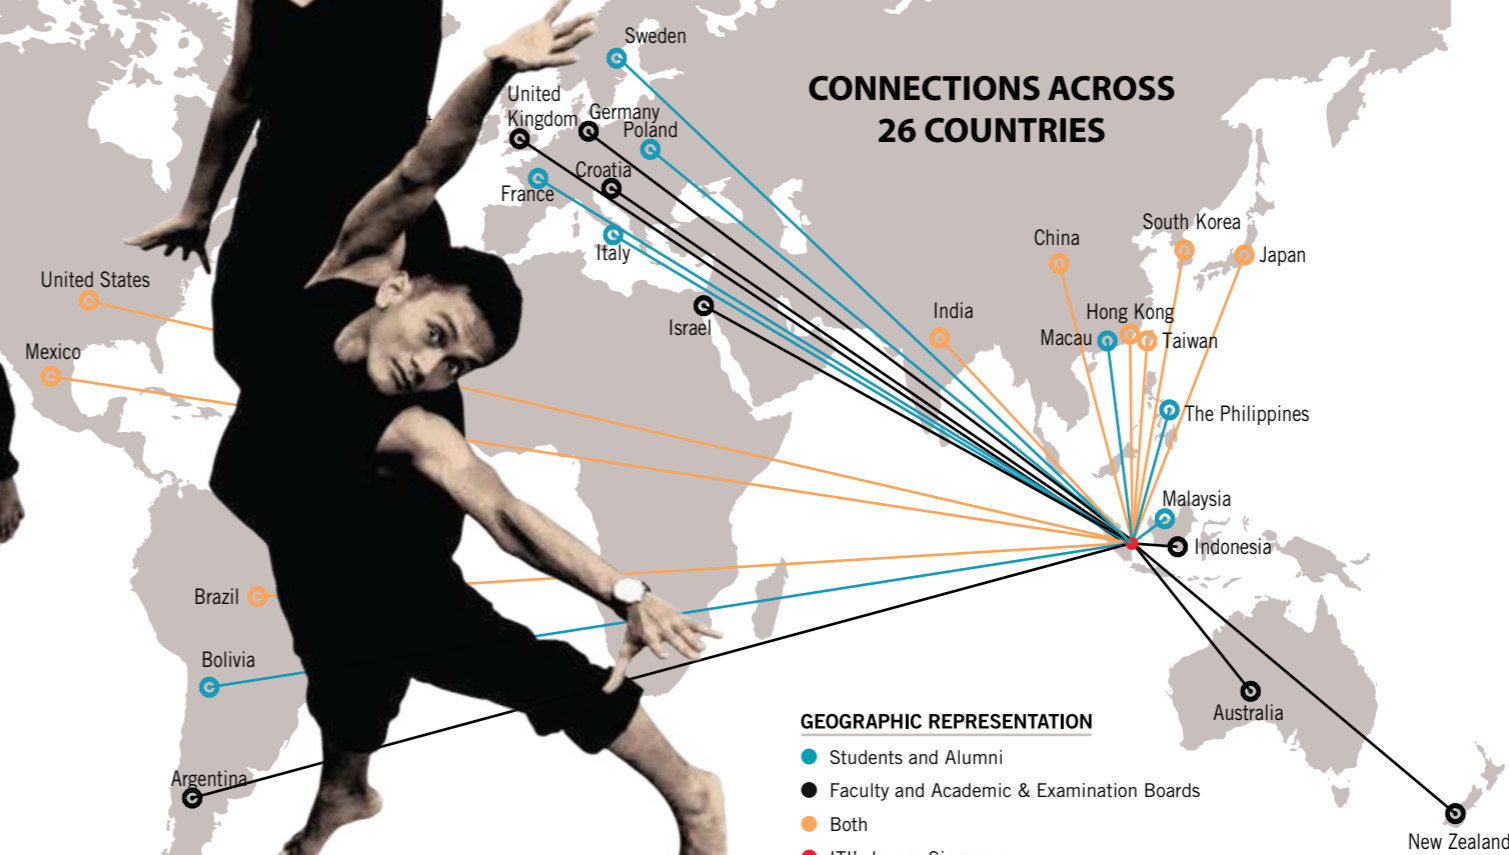 CONNECTIONS ACROSS
26 COUNTRIES
Sweden
United
Kingdom
Germany
Poland
Croatia
France
Italy
Israel
United States
Mexico
Brazil
Bolivia
Argentina
India
China
South Korea
Japan
Hong Kong
Macau
Taiwan
The Philippines
Malaysia
Indonesia
Australia
New Zealand
GEOGRAPHIC REPRESENTATION
Students and Alumni
Faculty and Academic & Examination Boards
Both